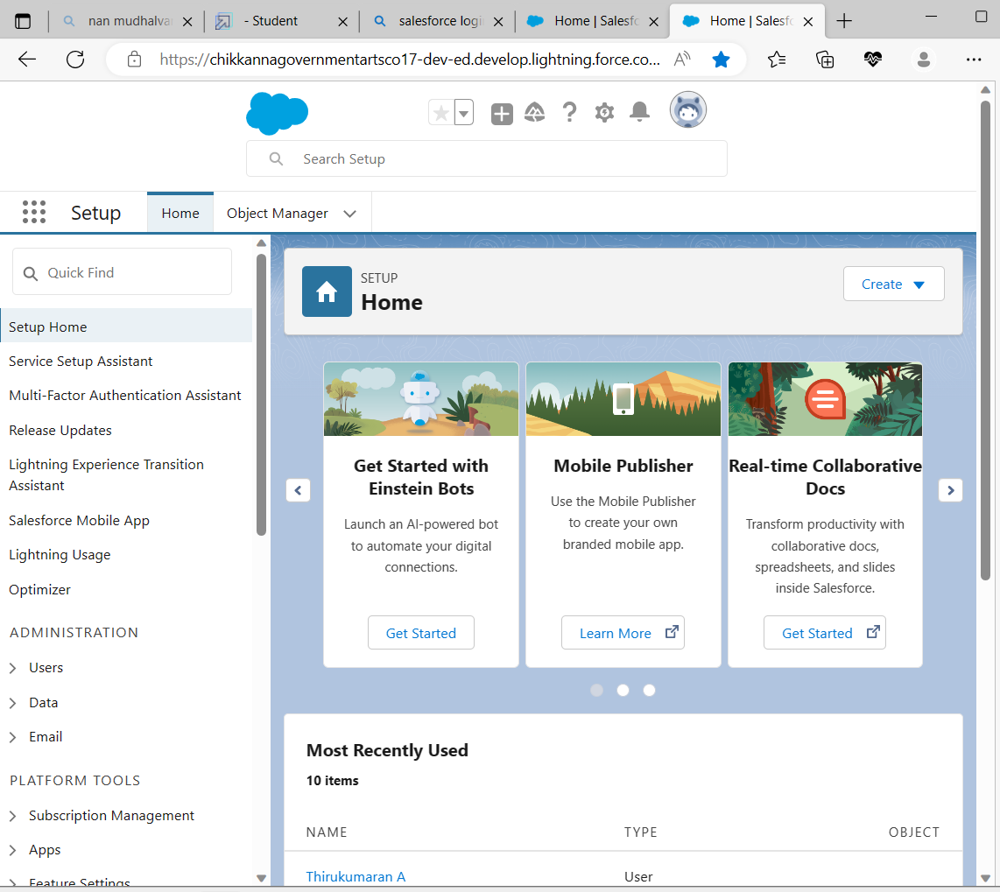 nan mudhalva
- Student
salesforce logi
Home | Salesfo
Home | Salesfo
https://chikkannagovernmentartsco17-dev-ed.develop.lightning.force.co...
Search Setup
Setup
Home
Object Manager
Quick Find
Setup Home
Service Setup Assistant
Multi-Factor Authentication Assistant
Release Updates
Lightning Experience Transition
Assistant
Salesforce Mobile App
Lightning Usage
Optimizer
ADMINISTRATION
Users
Data
Email
PLATFORM TOOLS
Subscription Management
Apps
Feature Settings
SETUP
Home
Create
Get Started with
Einstein Bots
Launch an AI-powered bot
to automate your digital
connections.
Get Started
Mobile Publisher
Use the Mobile Publisher
to create your own
branded mobile app.
Learn More
Real-time Collaborative
Docs
Transform productivity with
collaborative docs,
spreadsheets, and slides
inside Salesforce.
Get Started
Most Recently Used
10 items
NAME TYPE OBJECT
Thirukumaran A User